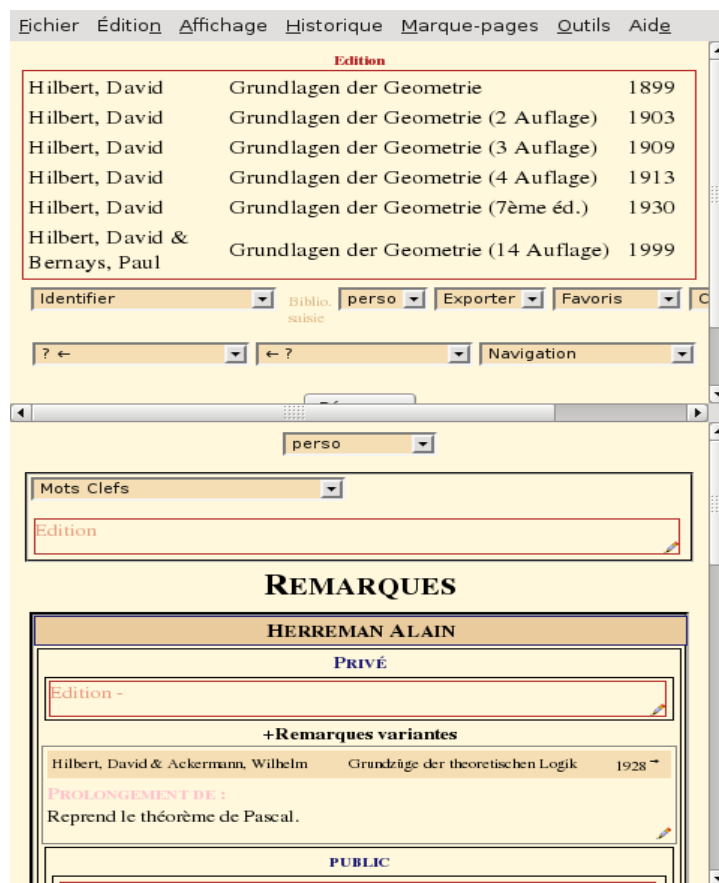 Fichier Édition Affichage Historique Marque-pages Outils Aide
Edition
Hilbert, David Grundlagen der Geometrie 1899
Hilbert, David Grundlagen der Geometrie (2 Auflage) 1903
Hilbert, David Grundlagen der Geometrie (3 Auflage) 1909
Hilbert, David Grundlagen der Geometrie (4 Auflage) 1913
Hilbert, David Grundlagen der Geometrie (7ème éd.) 1930
Hilbert, David &
Bernays, Paul Grundlagen der Geometrie (14 Auflage) 1999
Identifier Biblio. perso Exporter Favoris
saisie
? ← ← ? Navigation
perso
Mots Clefs
Edition
REMARQUES
HERREMAN ALAIN
PRIVÉ
Edition -
+Remarques variantes
Hilbert, David & Ackermann, Wilhelm Grundzüge der theoretischen Logik 1928 →
PROLONGEMENT DE :
Reprend le théorème de Pascal.
PUBLIC